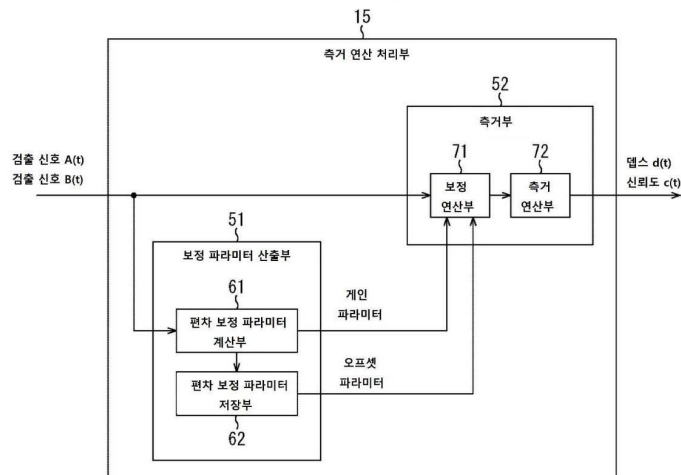 15
측거 연산 처리부
52
측거부
검출 신호 A(t)
검출 신호 B(t)
71
72
보정
연산부
측거
연산부
뎁스 d(t)
신뢰도 c(t)
51
보정 파라미터 산출부
61
편차 보정 파라미터
계산부
게인
파라미터
편차 보정 파라미터
저장부
오프셋
파라미터
62